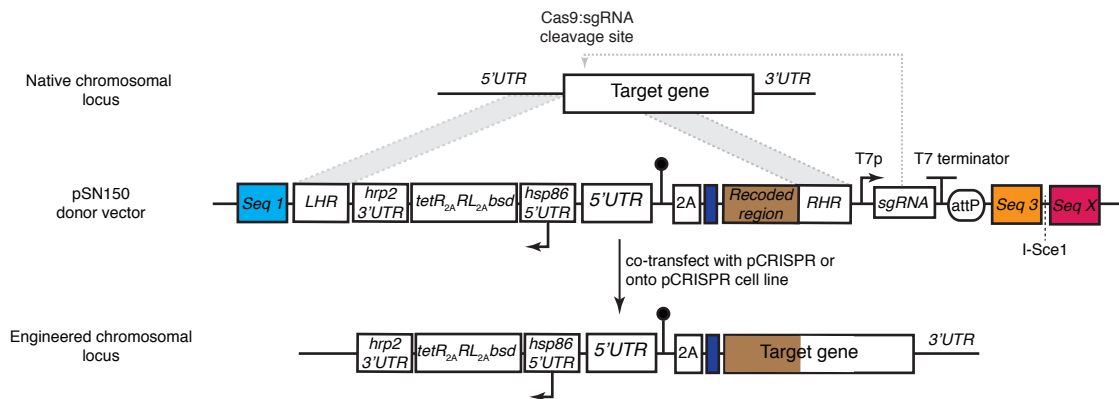 Cas9:sgRNA
cleavage site
Native chromosomal
locus
5'UTR
Target gene
3'UTR
pSN150
donor vector
Seq 1
LHR
hrp2
3'UTR
tetR2ARL2Absd
hsp86
5'UTR
5'UTR
2A
Recoded
region
RHR
T7p
sgRNA
T7 terminator
attP
Seq 3
Seq X
I-Sce1
co-transfect with pCRISPR or
onto pCRISPR cell line
Engineered chromosomal
locus
hrp2
3'UTR
tetR2ARL2Absd
hsp86
5'UTR
5'UTR
2A
Target gene
3'UTR